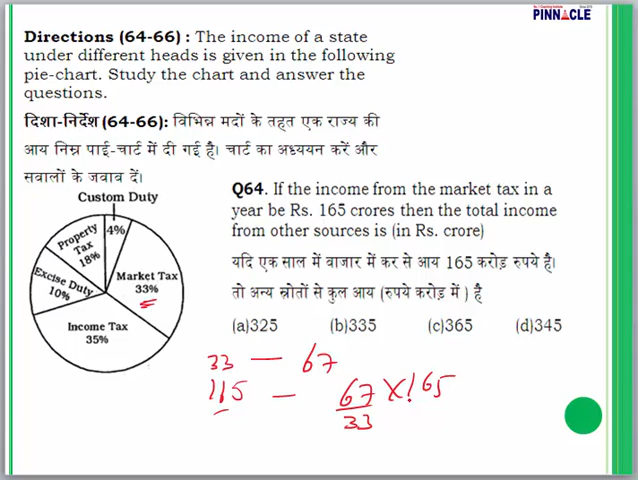 PINNACLE
Directions (64-66) : The income of a state
under different heads is given in the following
pie-chart. Study the chart and answer the
questions.
दिशा-निर्देश (64-66): विभिन्न मदों के तहत एक राज्य की
आय निम्न पाई-चार्ट में दी गई है। चार्ट का अध्ययन करें और
सवालों के जवाब दें।
Custom Duty
4%
Property
Tax
18%
Market Tax
33%
Excise Duty
10%
Income Tax
35%
Q64. If the income from the market tax in a
year be Rs. 165 crores then the total income
from other sources is (in Rs. crore)
यदि एक साल में बाजार में कर से आय 165 करोड़ रुपये है।
तो अन्य स्रोतों से कुल आय (रुपये करोड़ में ) है
(a)325 (b)335 (c)365 (d)345
33 — 67
165 — 67/33 X 165